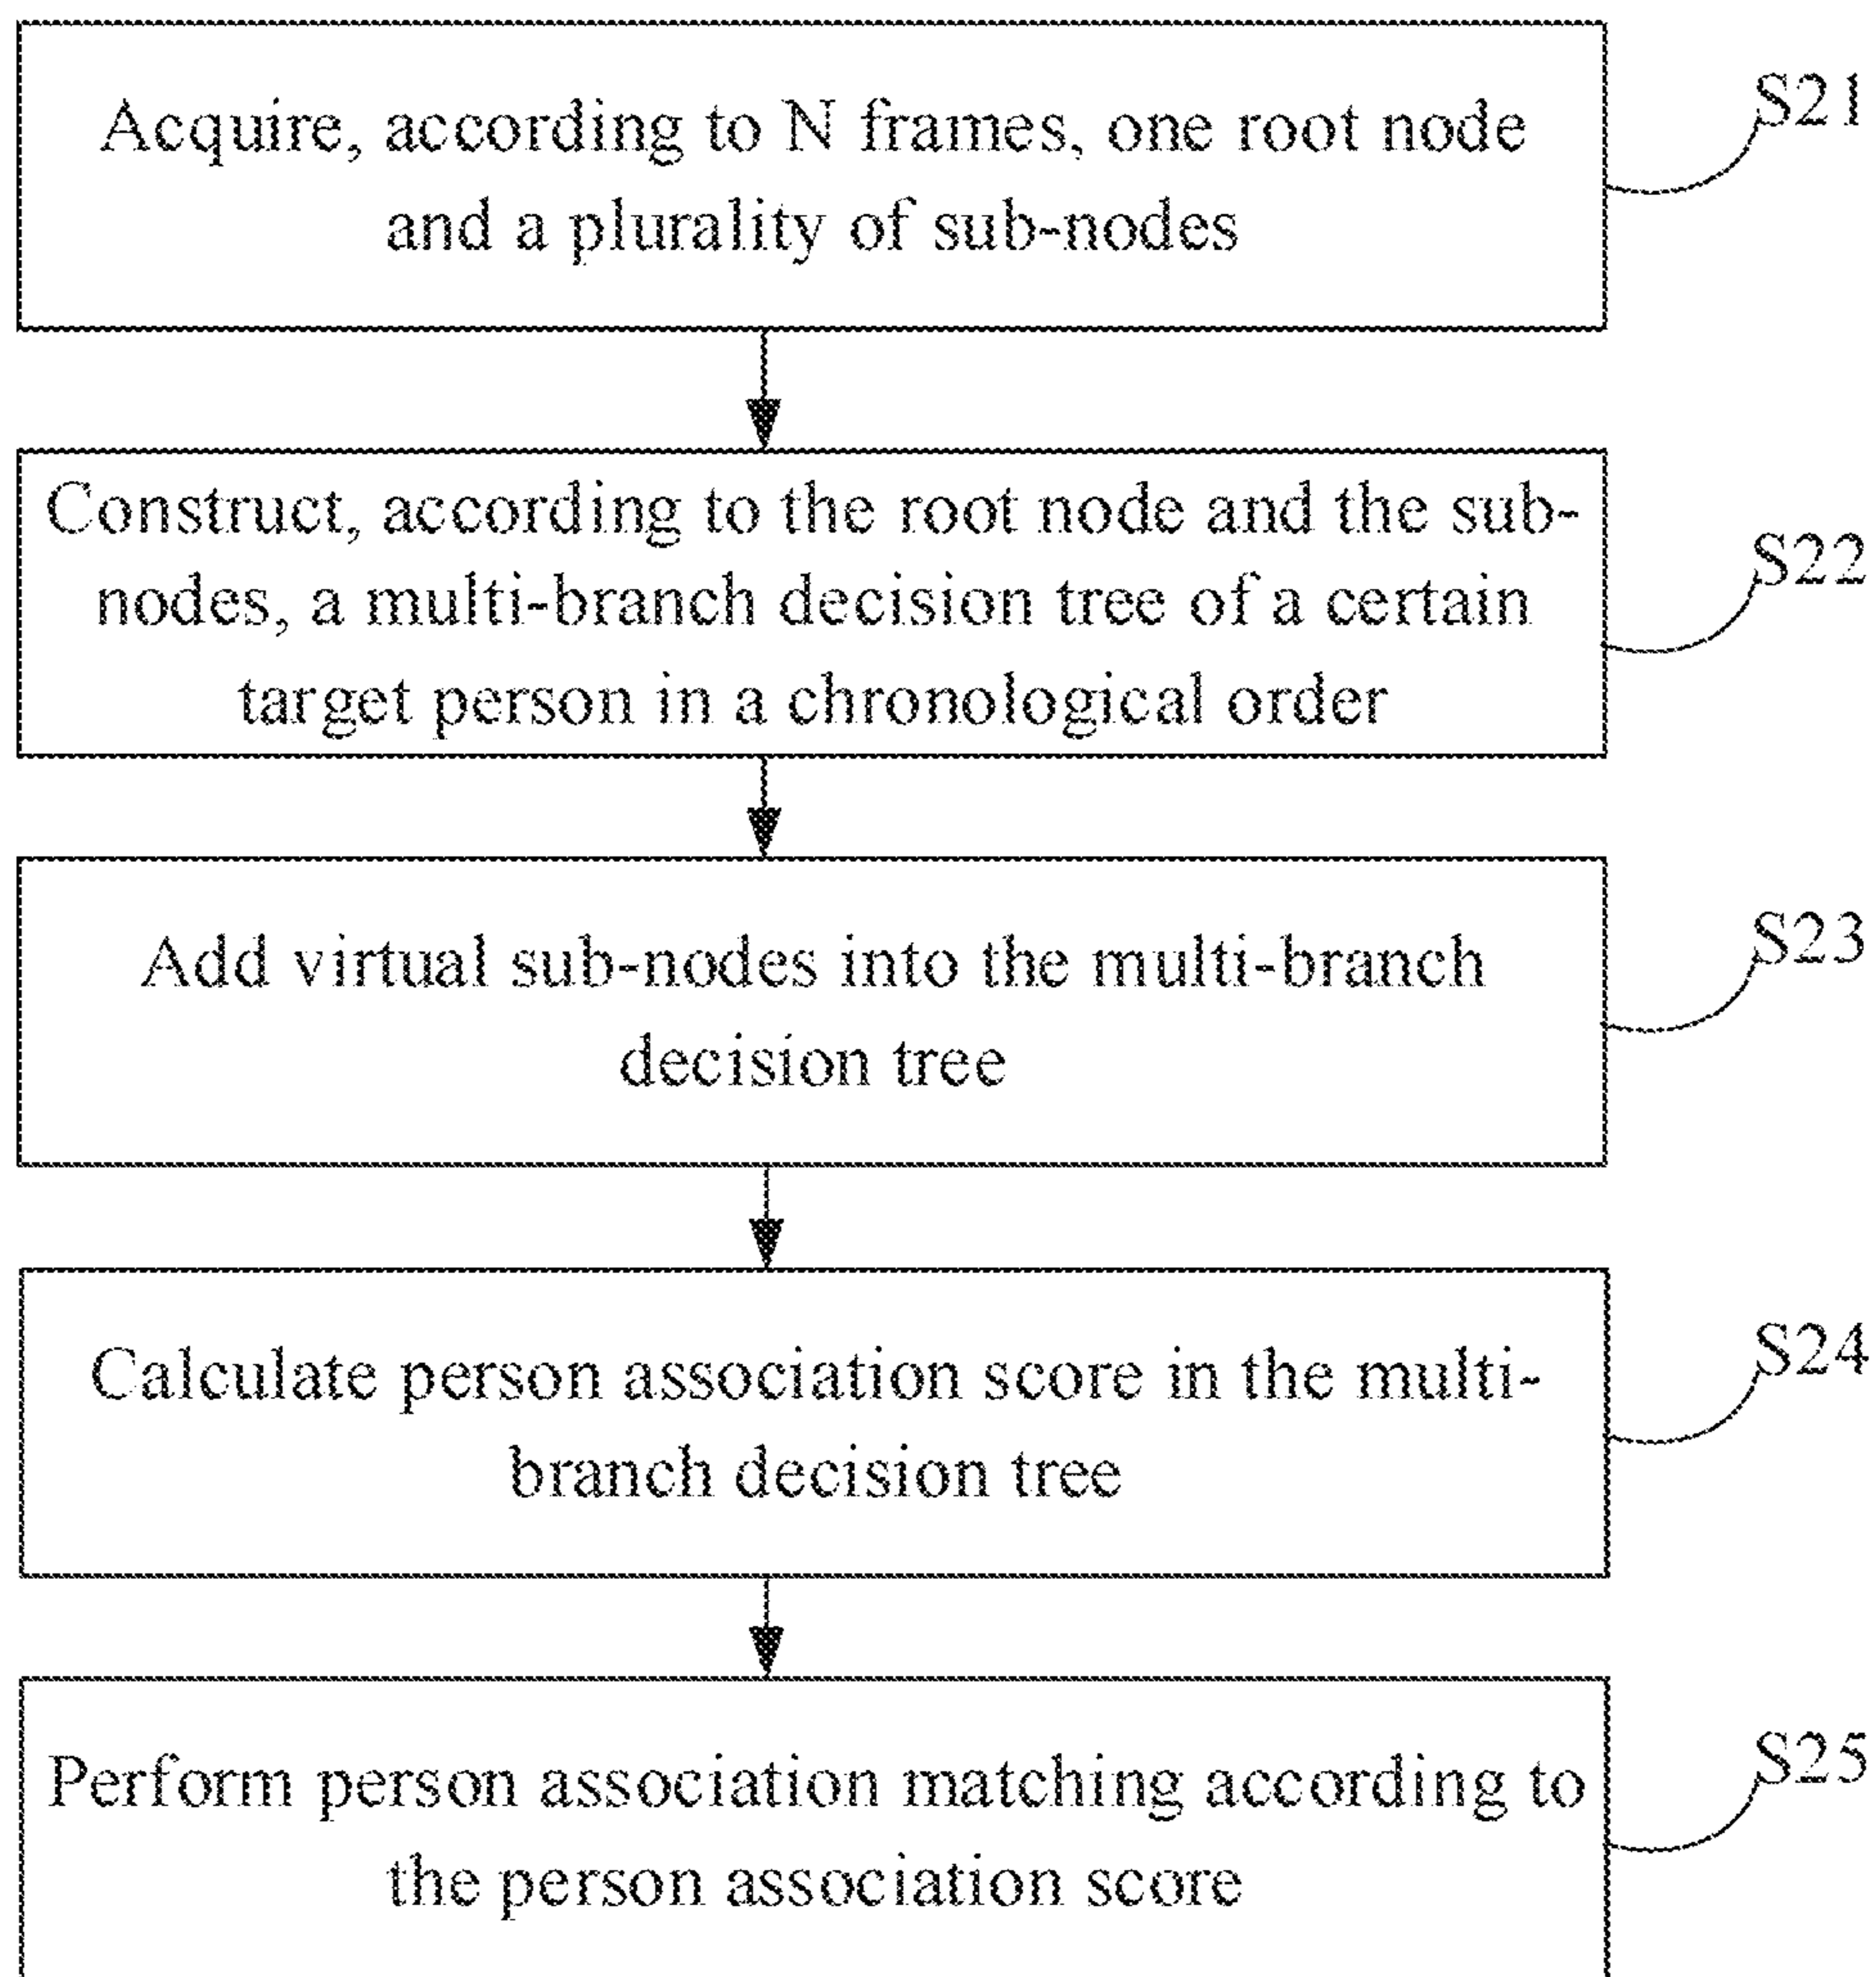 Acquire, according to N frames, one root node
and a plurality of sub-nodes
S21
Construct, according to the root node and the sub-
nodes, a multi-branch decision tree of a certain
target person in a chronological order
S22
Add virtual sub-nodes into the multi-branch
decision tree
S23
Calculate person association score in the multi-
branch decision tree
S24
Perform person association matching according to
the person association score
S25